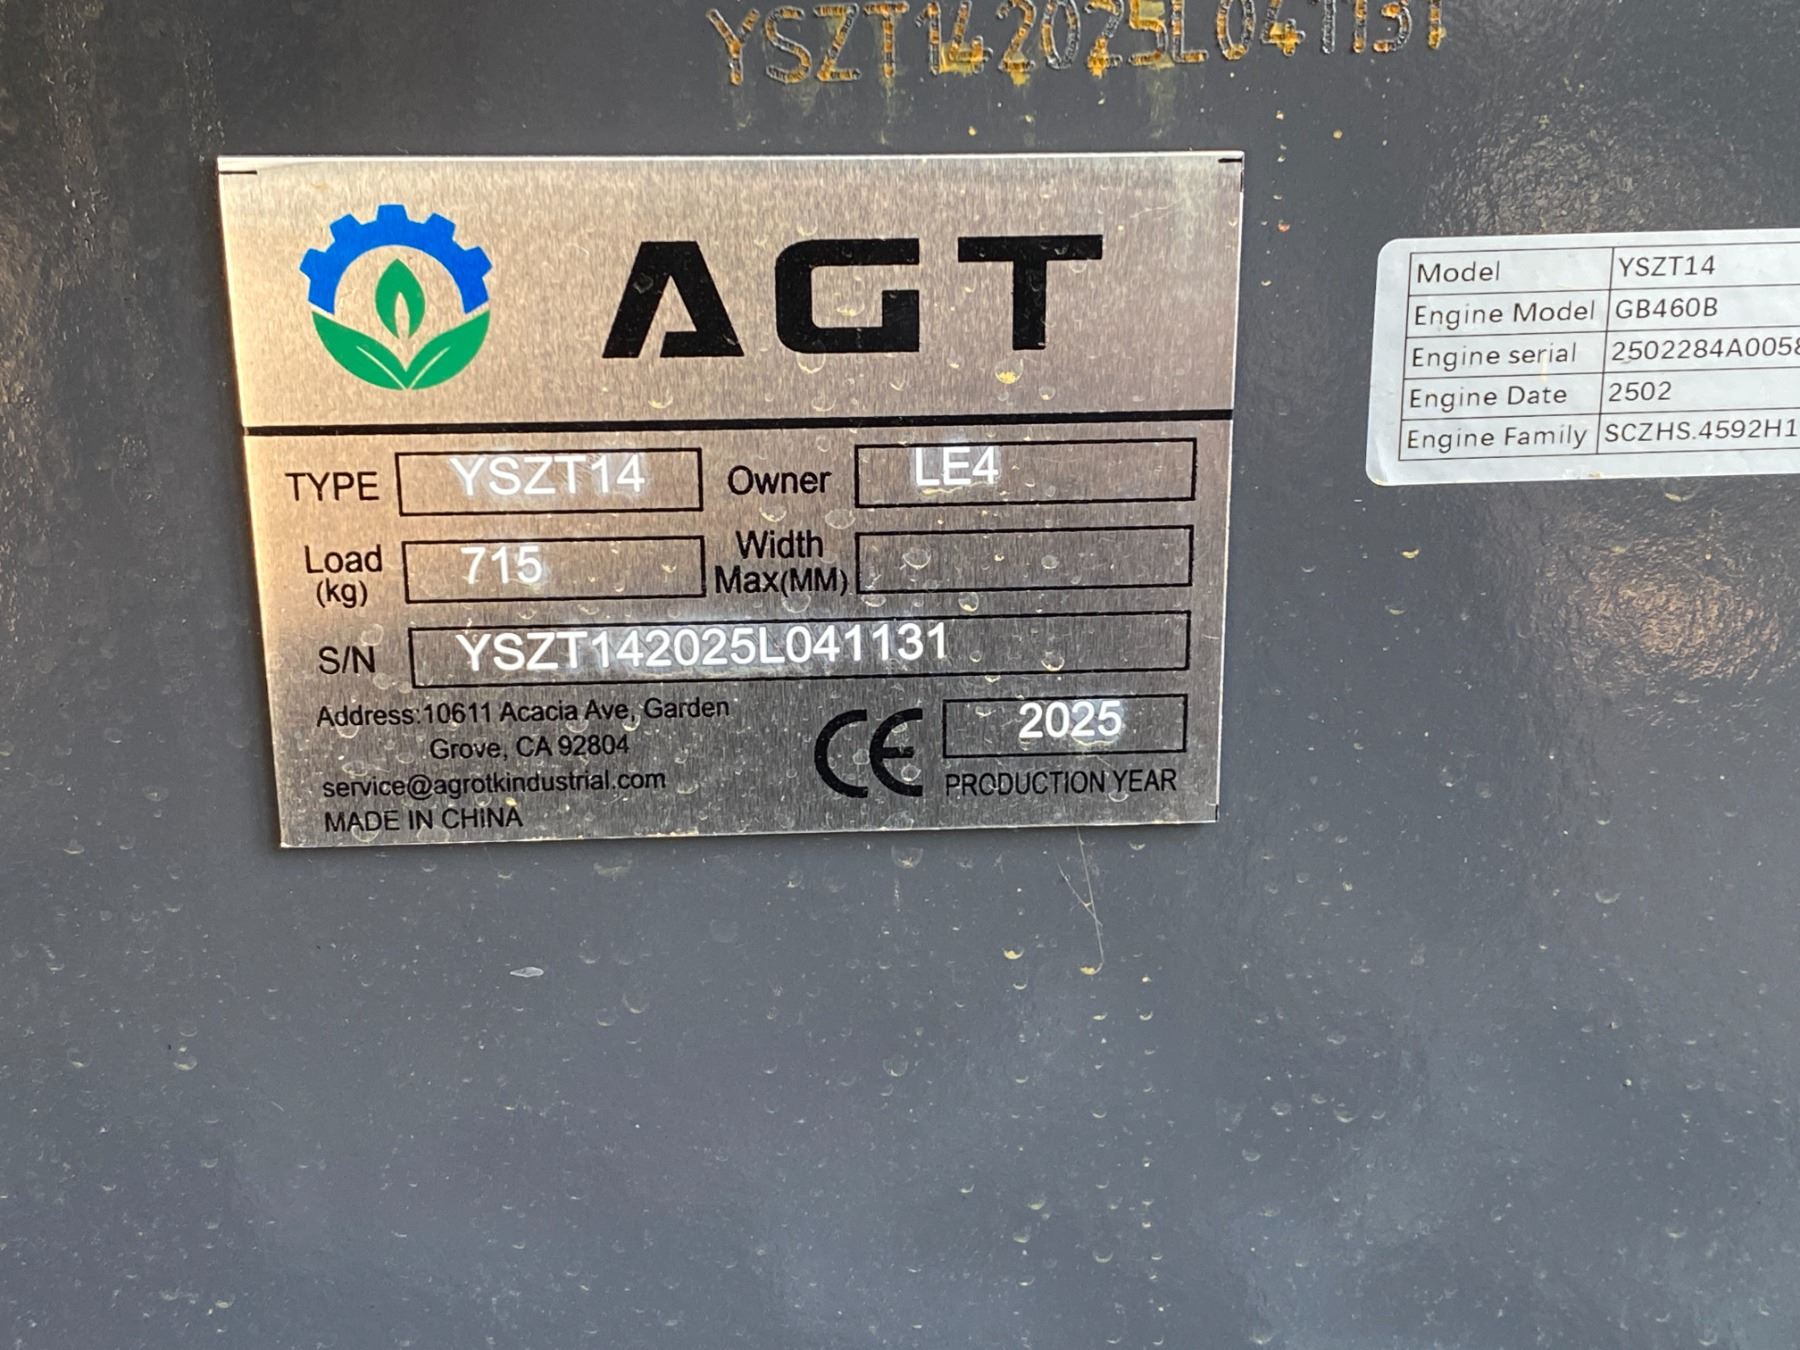 YSZT142025L041131
AGT
TYPE YSZT14 Owner LE4
Load (kg) 715 Width Max(MM)
S/N YSZT142025L041131
Address:10611 Acacia Ave, Garden
Grove, CA 92804
service@agrotkindustrial.com
MADE IN CHINA
CE 2025
PRODUCTION YEAR
Model YSZT14
Engine Model GB460B
Engine serial 2502284A0058
Engine Date 2502
Engine Family SCZHS.4592H1